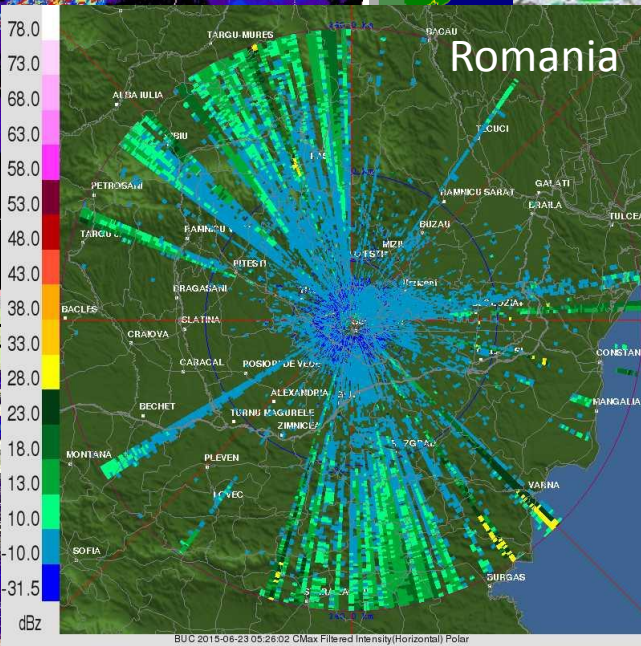 Romania
78.0
73.0
68.0
63.0
58.0
53.0
48.0
43.0
38.0
33.0
28.0
23.0
18.0
13.0
10.0
-10.0
-31.5
dBz
TARGU-MURES
BACAU
ALBA IULIA
TECUCI
PETROSANI
RAMNICU SARAT
GALATI
BRAILA
TULCEA
RAMNICU
BUZAU
MIZIL
PITESTI
DRAGASANI
BACLES
SLATINA
CRAIOVA
CARACAL
ROSIORI DE VEDE
CONSTAN
ALEXANDRIA
MANGALIA
BECHET
TURNU MAGURELE
ZIMNICEA
MONTANA
PLEVEN
LOVEC
VARNA
SOFIA
BURGAS
BUC 2015-06-23 05:26:02 CMax Filtered Intensity(Horizontal) Polar